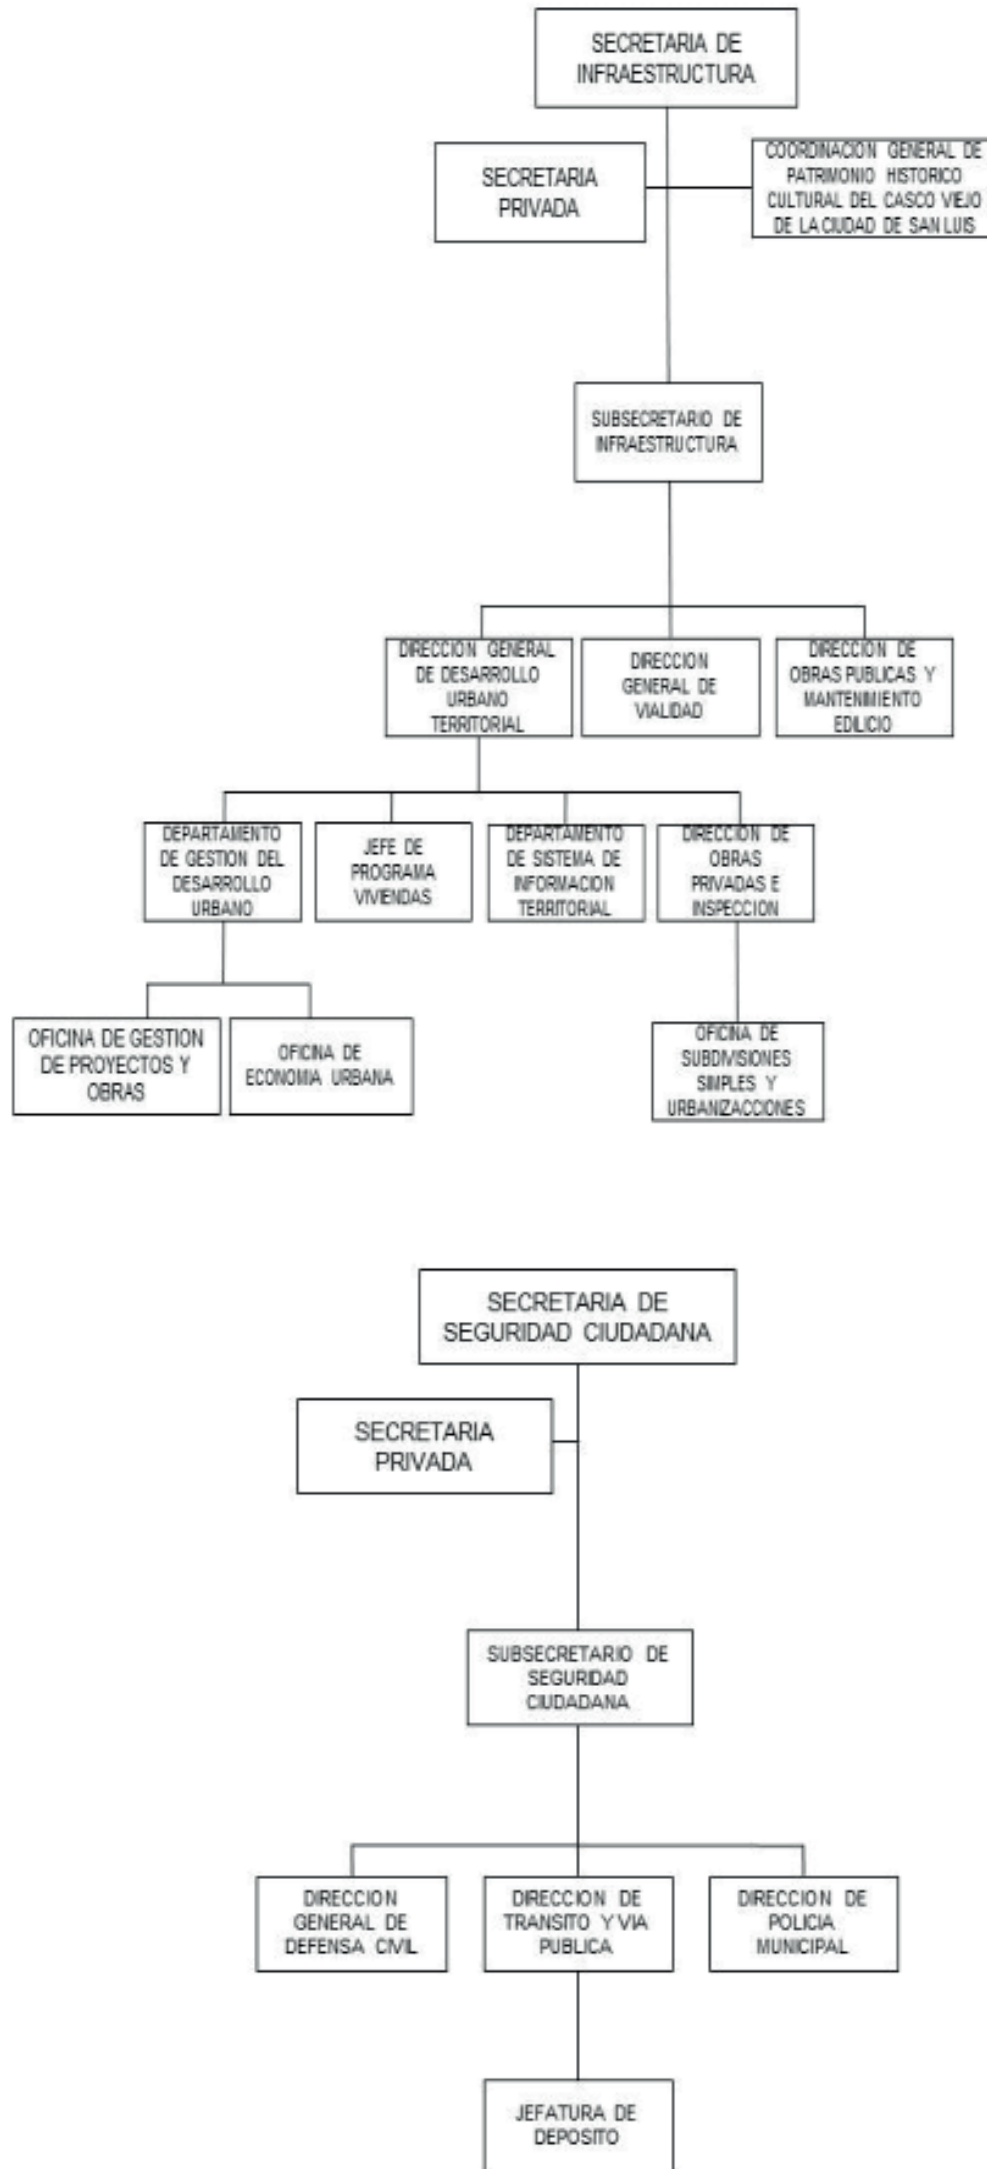 SECRETARIA DE
INFRAESTRUCTURA
SECRETARIA
PRIVADA
COORDINACION GENERAL DE
PATRIMONIO HISTORICO
CULTURAL DEL CASCO VIEJO
DE LA CIUDAD DE SAN LUIS
SUBSECRETARIO DE
INFRAESTRUCTURA
DIRECCION GENERAL
DE DESARROLLO
URBANO
TERRITORIAL
DIRECCION
GENERAL DE
VIALIDAD
DIRECCION DE
OBRAS PUBLICAS Y
MANTENIMIENTO
EDILICIO
DEPARTAMENTO
DE GESTION DEL
DESARROLLO
URBANO
JEFE DE
PROGRAMA
VIVIENDAS
DEPARTAMENTO
DE SISTEMA DE
INFORMACION
TERRITORIAL
DIRECCION DE
OBRAS
PRIVADAS E
INSPECCION
OFICINA DE GESTION
DE PROYECTOS Y
OBRAS
OFICINA DE
ECONOMIA URBANA
OFICINA DE
SUBDIVISIONES
SIMPLES Y
URBANIZACCIONES
SECRETARIA DE
SEGURIDAD CIUDADANA
SECRETARIA
PRIVADA
SUBSECRETARIO DE
SEGURIDAD
CIUDADANA
DIRECCION
GENERAL DE
DEFENSA CIVIL
DIRECCION DE
TRANSITO Y VIA
PUBLICA
DIRECCION DE
POLICIA
MUNICIPAL
JEFATURA DE
DEPOSITO